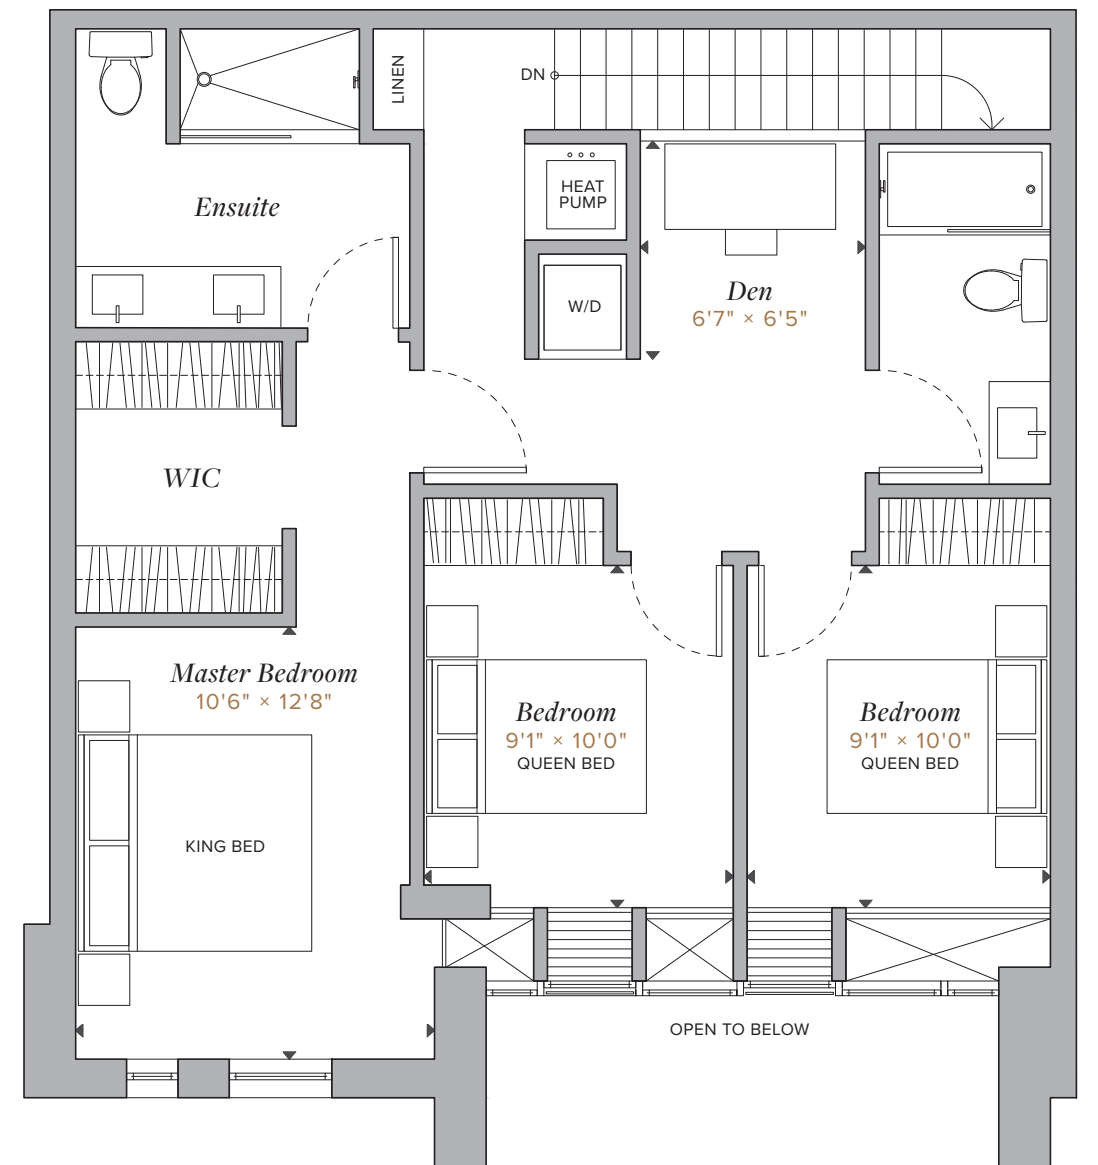 LINEN
DN
HEAT
PUMP
Ensuite
Den
6'7" × 6'5"
W/D
WIC
Master Bedroom
10'6" × 12'8"
KING BED
Bedroom
9'1" × 10'0"
QUEEN BED
Bedroom
9'1" × 10'0"
QUEEN BED
OPEN TO BELOW